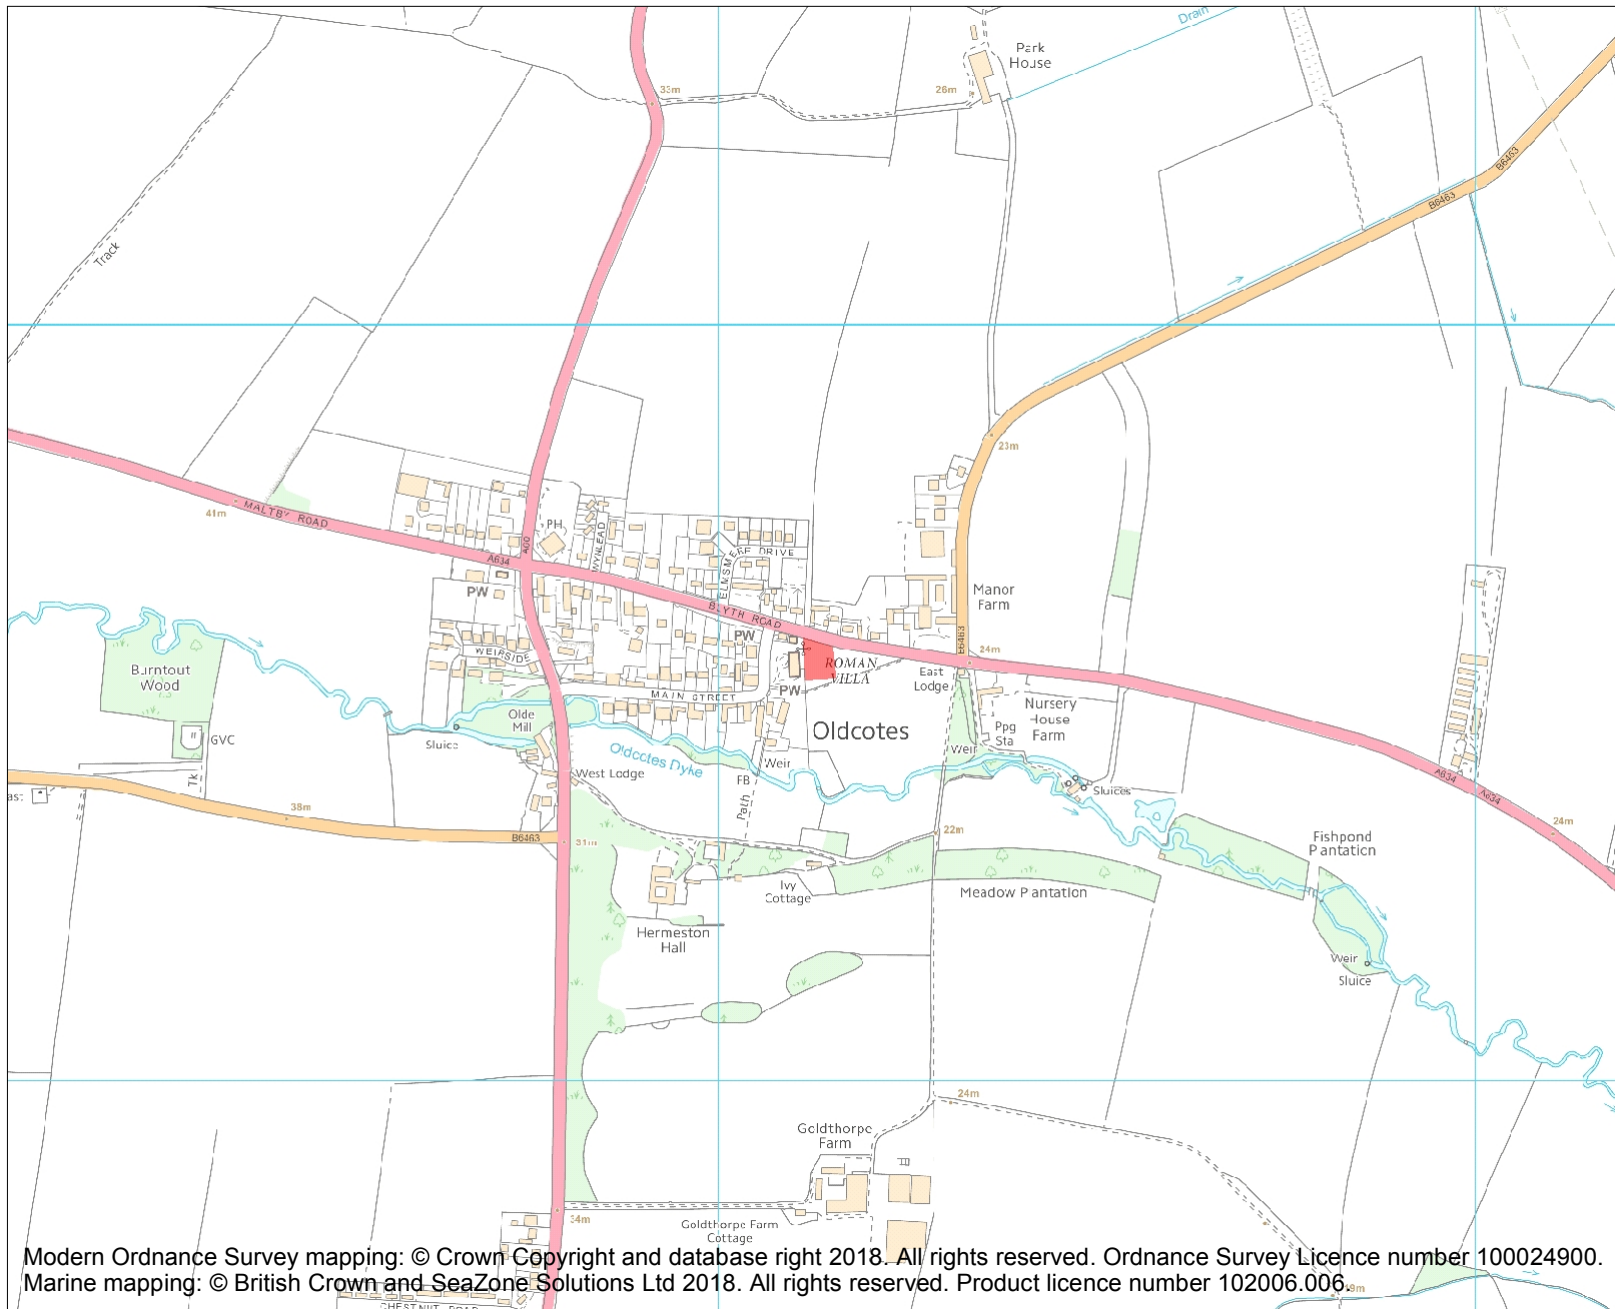 Drain
Park
House
33m
26m
B6463
B6463
Track
23m
41m
MALTBY ROAD
A634
PH
WYNLEAD
ELMSMERE DRIVE
BLYTH ROAD
Manor
Farm
B6463
24m
PW
PW
WEIRSIDE
ROMAN
VILLA
East
Lodge
Burntout
Wood
MAIN STREET
PW
Nursery
House
Farm
Olde
Mill
Oldcotes
Ppg
Sta
GVC
Sluice
Oldcotes Dyke
Weir
Weir
West Lodge
FB
Tk
Sluices
A634
A634
38m
Path
24m
B6463
31m
22m
Fishpond
Plantation
Ivy
Cottage
Meadow Plantation
Hermeston
Hall
Weir
Sluice
24m
Goldthorpe
Farm
34m
Goldthorpe Farm
Cottage
Modern Ordnance Survey mapping: © Crown Copyright and database right 2018. All rights reserved. Ordnance Survey Licence number 100024900.
Marine mapping: © British Crown and SeaZone Solutions Ltd 2018. All rights reserved. Product licence number 102006.006.
19m
CHESTNUT ROAD